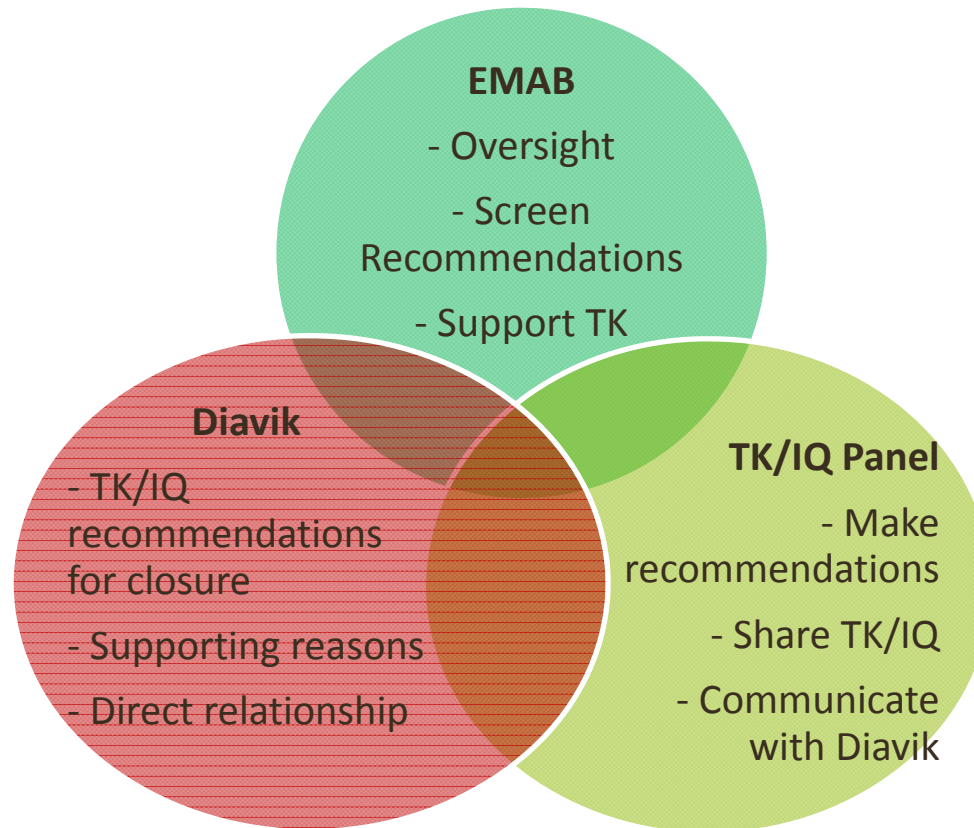 EMAB
- Oversight
- Screen
Recommendations
- Support TK
Diavik
- TK/IQ
recommendations
for closure
- Supporting reasons
- Direct relationship
TK/IQ Panel
- Make
recommendations
- Share TK/IQ
- Communicate
with Diavik